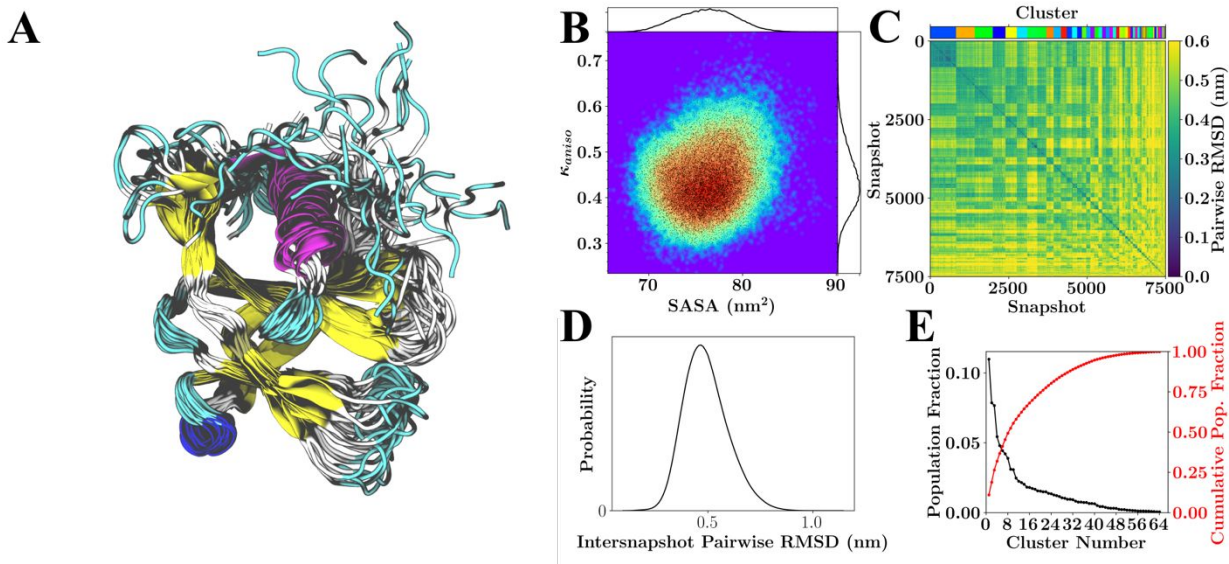 A
B
0.7
0.6
0.5
0.4
0.3
κaniso
70
80
90
SASA (nm²)
C
Cluster
0
2500
5000
7500
Snapshot
0
2500
5000
7500
Snapshot
0.6
0.5
0.4
0.3
0.2
0.1
0.0
Pairwise RMSD (nm)
D
Probability
0
0.5
1.0
Intersnapshot Pairwise RMSD (nm)
E
Population Fraction
0.10
0.05
0.00
0 8 16 24 32 40 48 56 64
Cluster Number
1.00
0.75
0.50
0.25
0.00
Cumulative Pop. Fraction